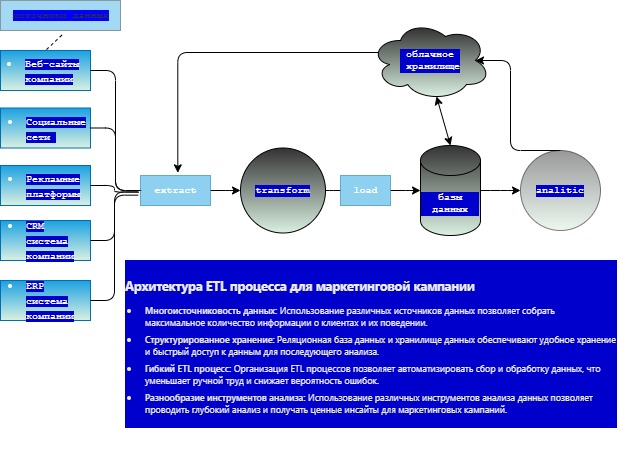 источники данных
Веб-сайты
компании
Социальные
сети
Рекламные
платформы
CRM
система
компании
ERP
система
компании
extract
transform
load
базы
данных
облачное
хранилище
analitic
Архитектура ETL процесса для маркетинговой кампании
Многоисточниковость данных: Использование различных источников данных позволяет собрать
максимальное количество информации о клиентах и их поведении.
Структурированное хранение: Реляционная база данных и хранилище данных обеспечивают удобное хранение
и быстрый доступ к данным для последующего анализа.
Гибкий ETL процесс: Организация ETL процессов позволяет автоматизировать сбор и обработку данных, что
уменьшает ручной труд и снижает вероятность ошибок.
Разнообразие инструментов анализа: Использование различных инструментов анализа данных позволяет
проводить глубокий анализ и получать ценные инсайты для маркетинговых кампаний.